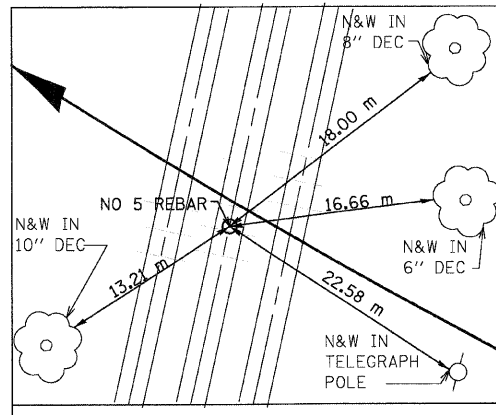 N&W IN
8" DEC
18.00 m
NO 5 REBAR
16.66 m
N&W IN
10" DEC
N&W IN
6" DEC
13.21 m
22.58 m
N&W IN
TELEGRAPH
POLE